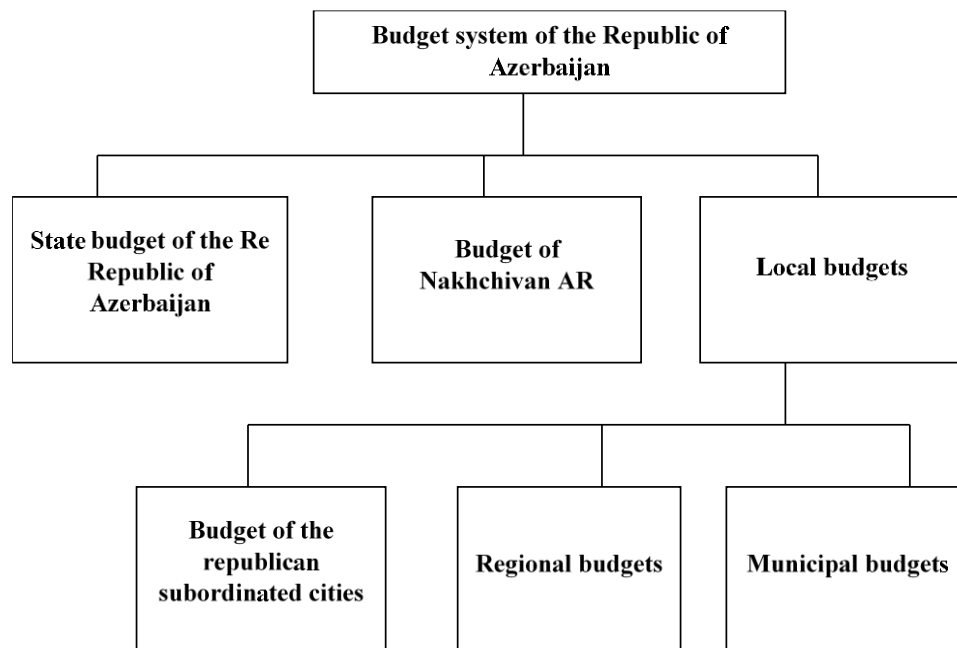 Budget system of the Republic of
Azerbaijan
State budget of the Re
Republic of
Azerbaijan
Budget of
Nakhchivan AR
Local budgets
Budget of the
republican
subordinated cities
Regional budgets
Municipal budgets